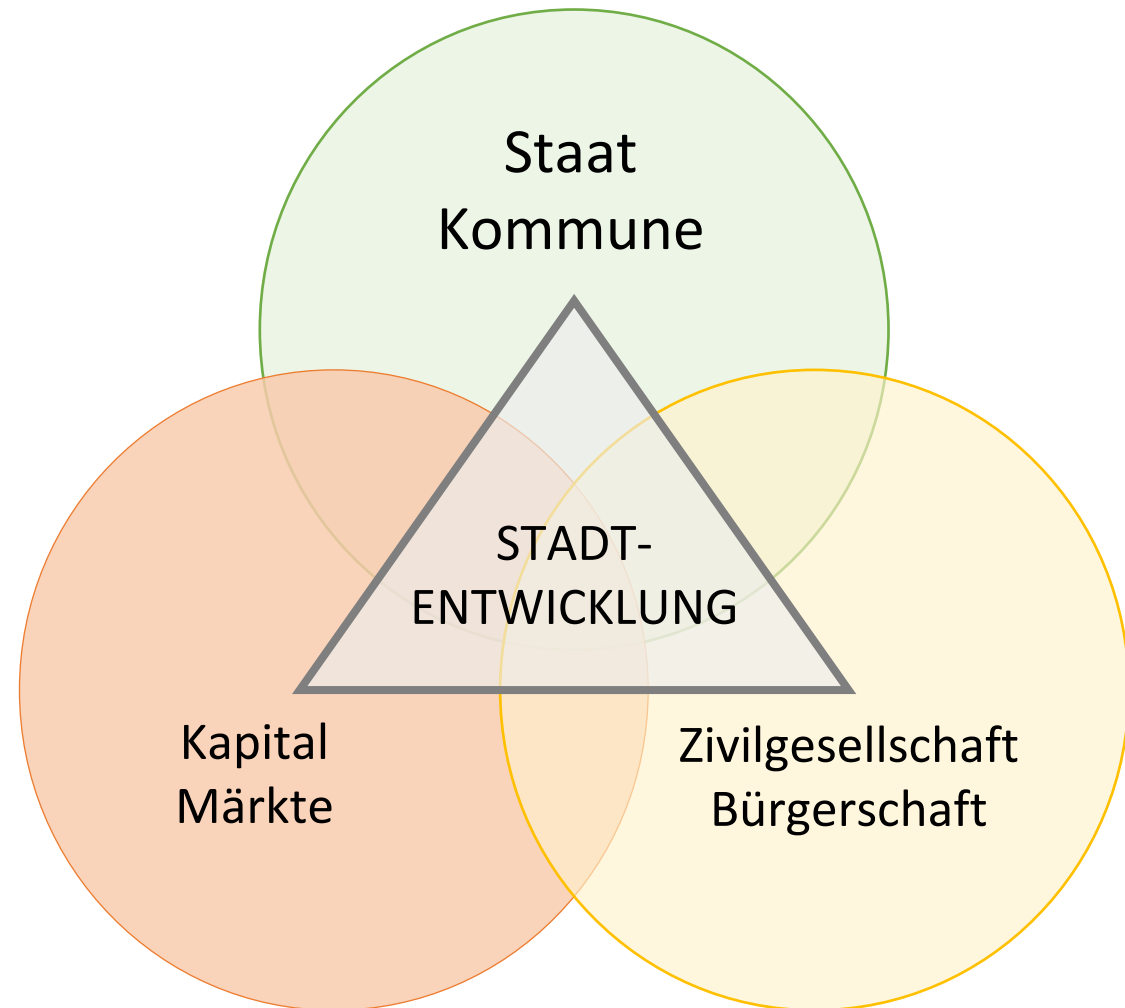 Staat
Kommune
STADT-
ENTWICKLUNG
Kapital
Märkte
Zivilgesellschaft
Bürgerschaft